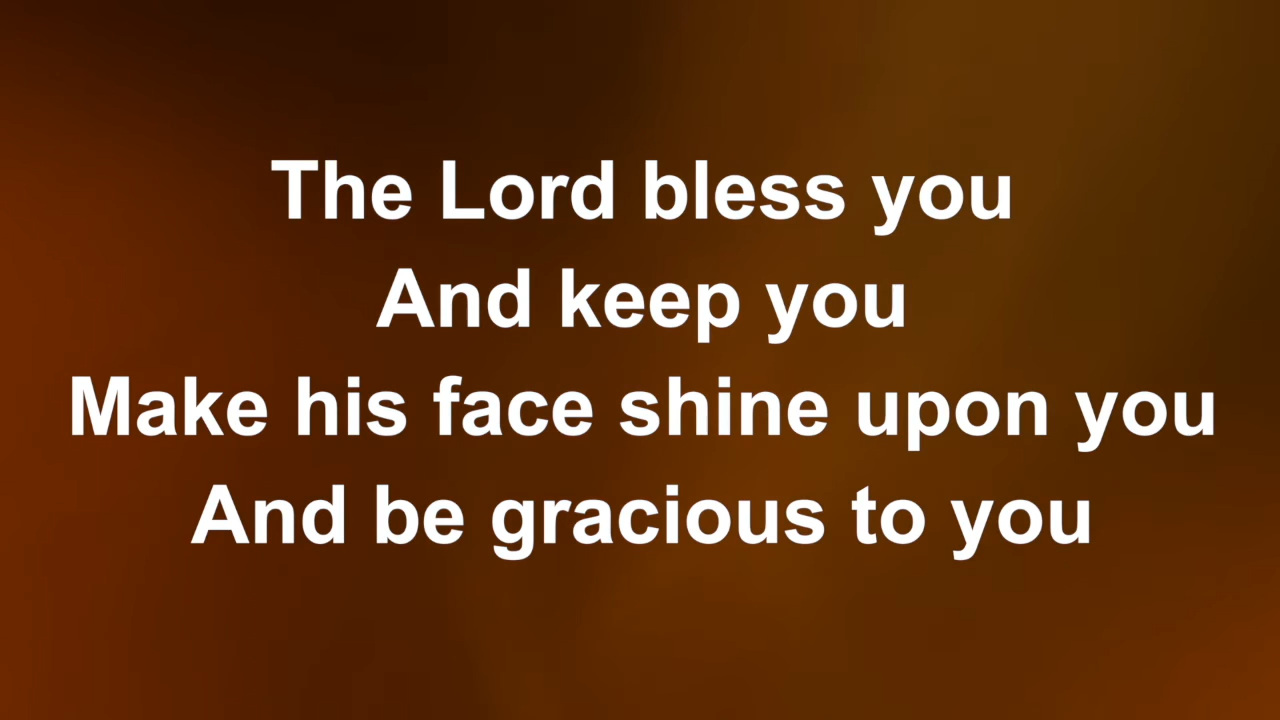 The Lord bless you
And keep you
Make his face shine upon you
And be gracious to you